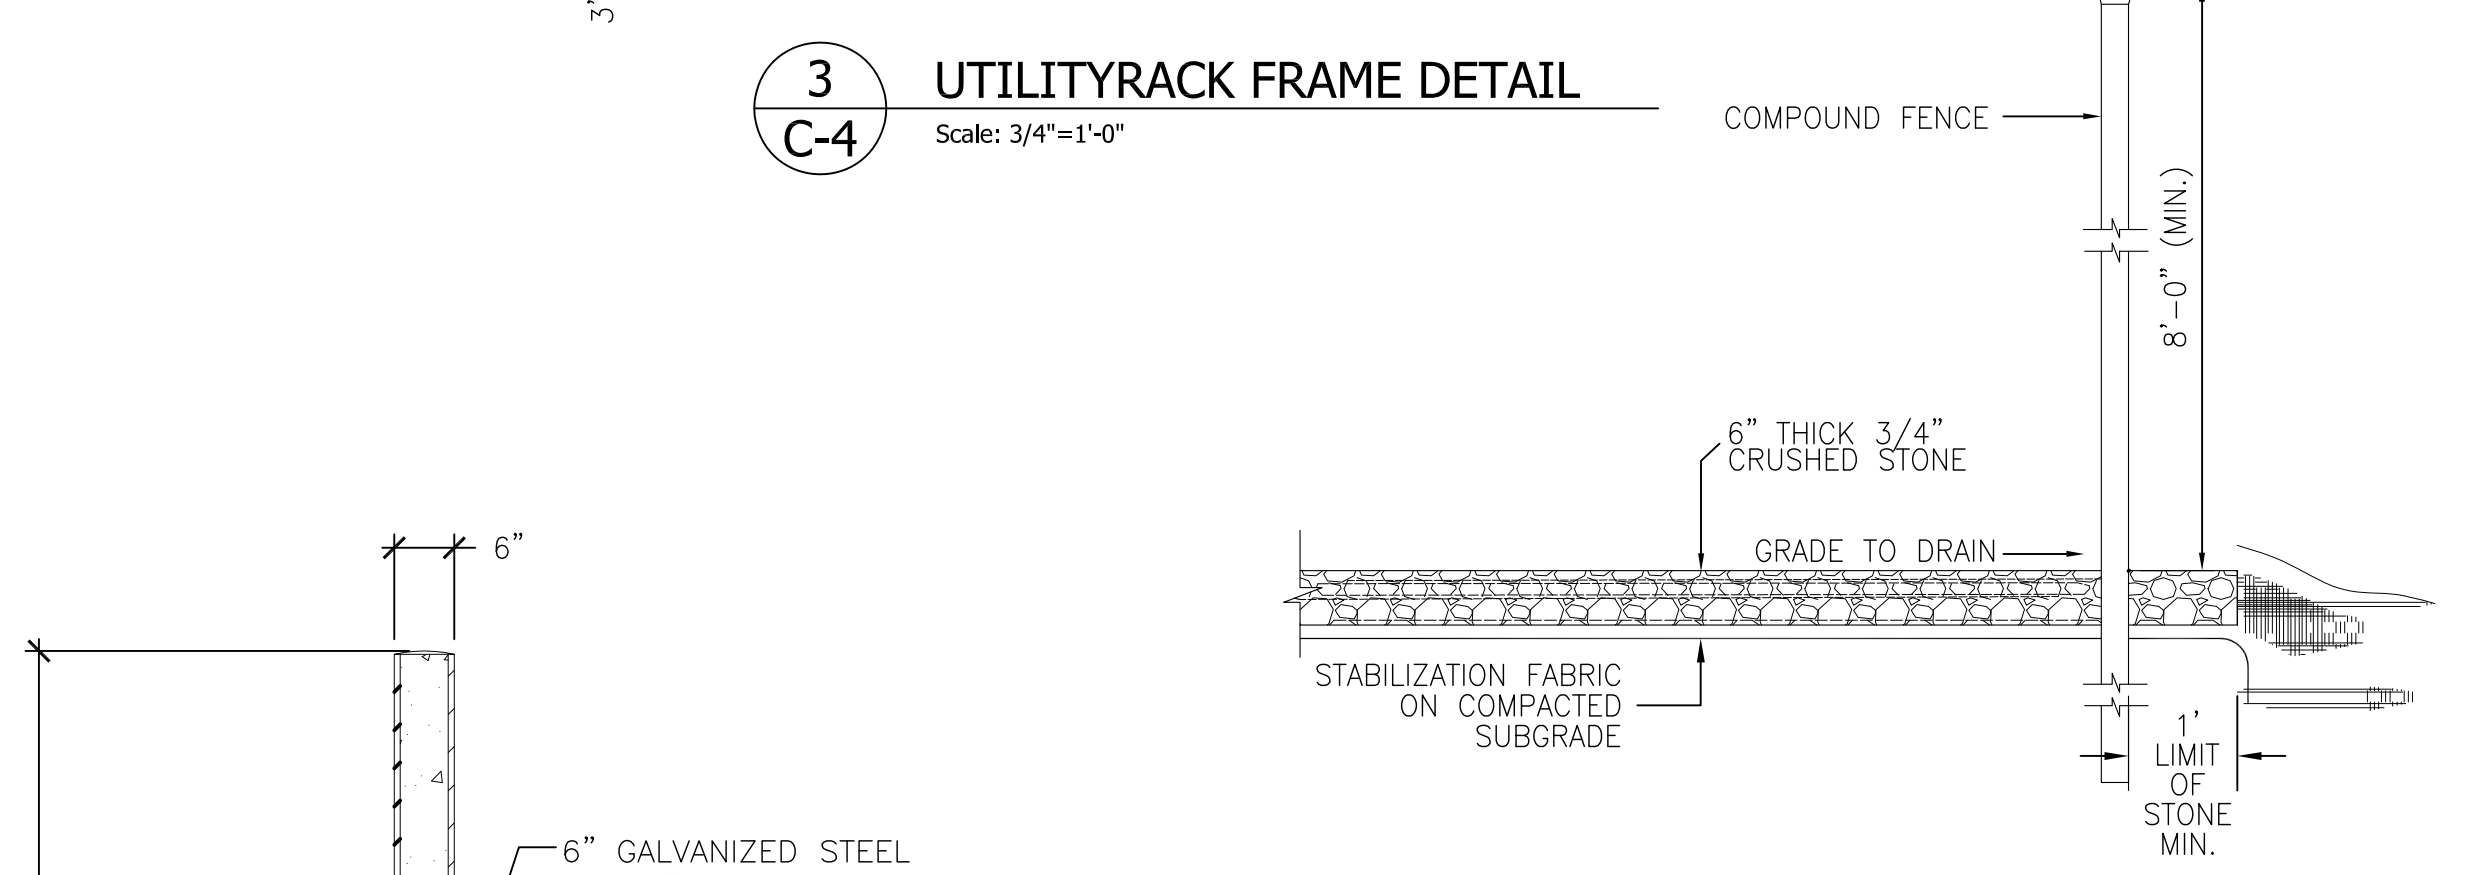 3"
3
UTILITYRACK FRAME DETAIL
C-4
Scale: 3/4"=1'-0"
COMPOUND FENCE
8'-0" (MIN.)
6" THICK 3/4"
CRUSHED STONE
GRADE TO DRAIN
6"
STABILIZATION FABRIC
ON COMPACTED
SUBGRADE
1'
LIMIT
OF
STONE
MIN.
6" GALVANIZED STEEL